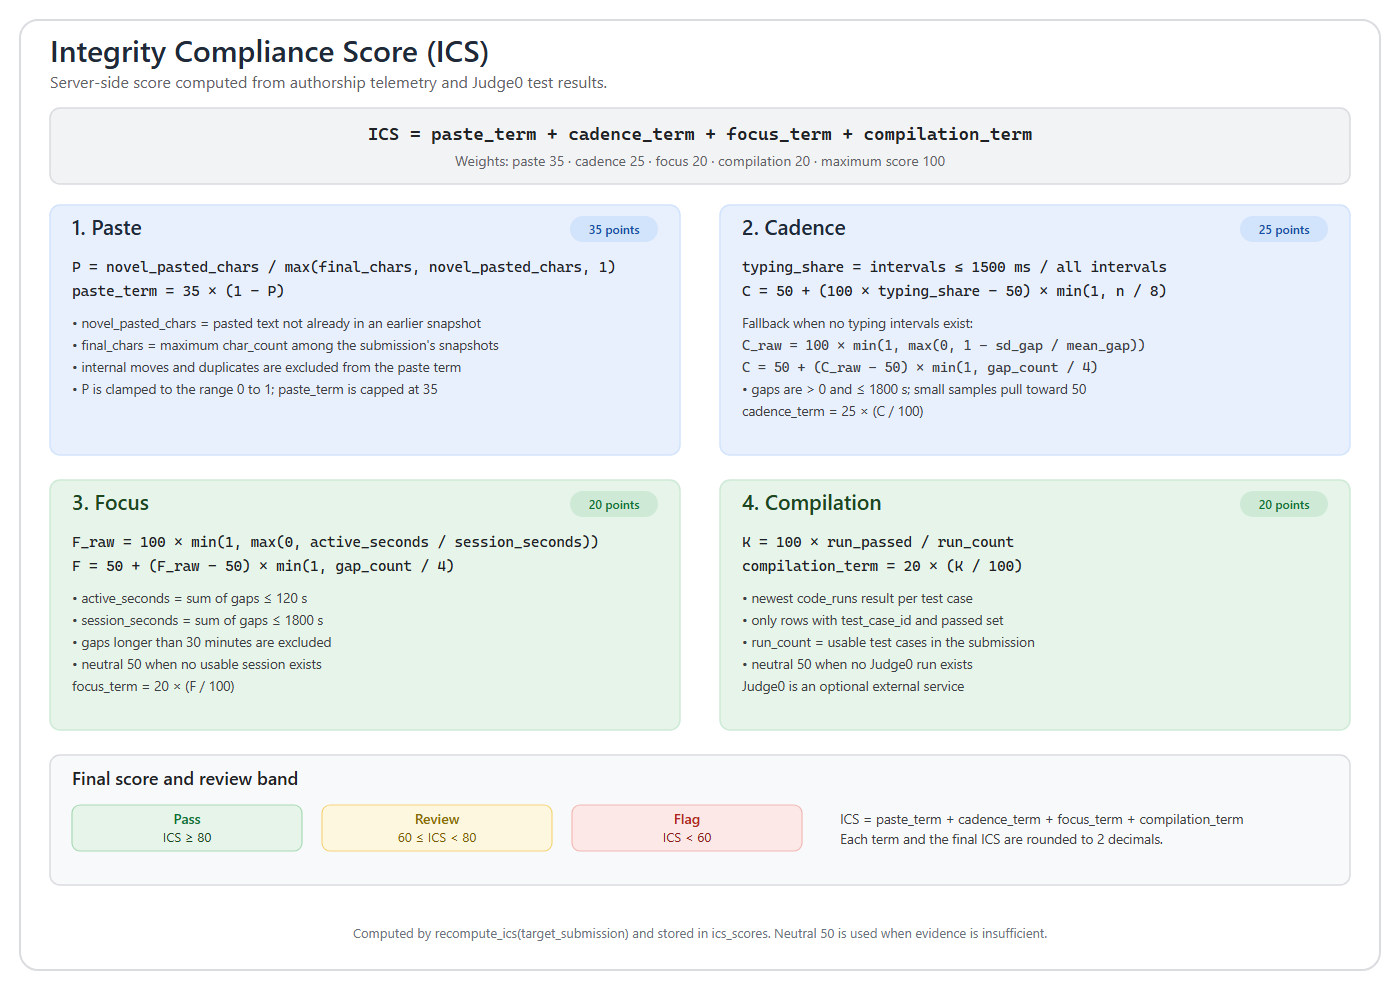 Integrity Compliance Score (ICS)
Server-side score computed from authorship telemetry and Judge0 test results.
ICS = paste_term + cadence_term + focus_term + compilation_term
Weights: paste 35 · cadence 25 · focus 20 · compilation 20 · maximum score 100
1. Paste
35 points
P = novel_pasted_chars / max(final_chars, novel_pasted_chars, 1)
paste_term = 35 × (1 − P)
• novel_pasted_chars = pasted text not already in an earlier snapshot
• final_chars = maximum char_count among the submission's snapshots
• internal moves and duplicates are excluded from the paste term
• P is clamped to the range 0 to 1; paste_term is capped at 35
2. Cadence
25 points
typing_share = intervals ≤ 1500 ms / all intervals
C = 50 + (100 × typing_share − 50) × min(1, n / 8)
Fallback when no typing intervals exist:
C_raw = 100 × min(1, max(0, 1 − sd_gap / mean_gap))
C = 50 + (C_raw − 50) × min(1, gap_count / 4)
• gaps are > 0 and ≤ 1800 s; small samples pull toward 50
cadence_term = 25 × (C / 100)
3. Focus
20 points
F_raw = 100 × min(1, max(0, active_seconds / session_seconds))
F = 50 + (F_raw − 50) × min(1, gap_count / 4)
• active_seconds = sum of gaps ≤ 120 s
• session_seconds = sum of gaps ≤ 1800 s
• gaps longer than 30 minutes are excluded
• neutral 50 when no usable session exists
focus_term = 20 × (F / 100)
4. Compilation
20 points
K = 100 × run_passed / run_count
compilation_term = 20 × (K / 100)
• newest code_runs result per test case
• only rows with test_case_id and passed set
• run_count = usable test cases in the submission
• neutral 50 when no Judge0 run exists
Judge0 is an optional external service
Final score and review band
Pass
ICS ≥ 80
Review
60 ≤ ICS < 80
Flag
ICS < 60
ICS = paste_term + cadence_term + focus_term + compilation_term
Each term and the final ICS are rounded to 2 decimals.
Computed by recompute_ics(target_submission) and stored in ics_scores. Neutral 50 is used when evidence is insufficient.